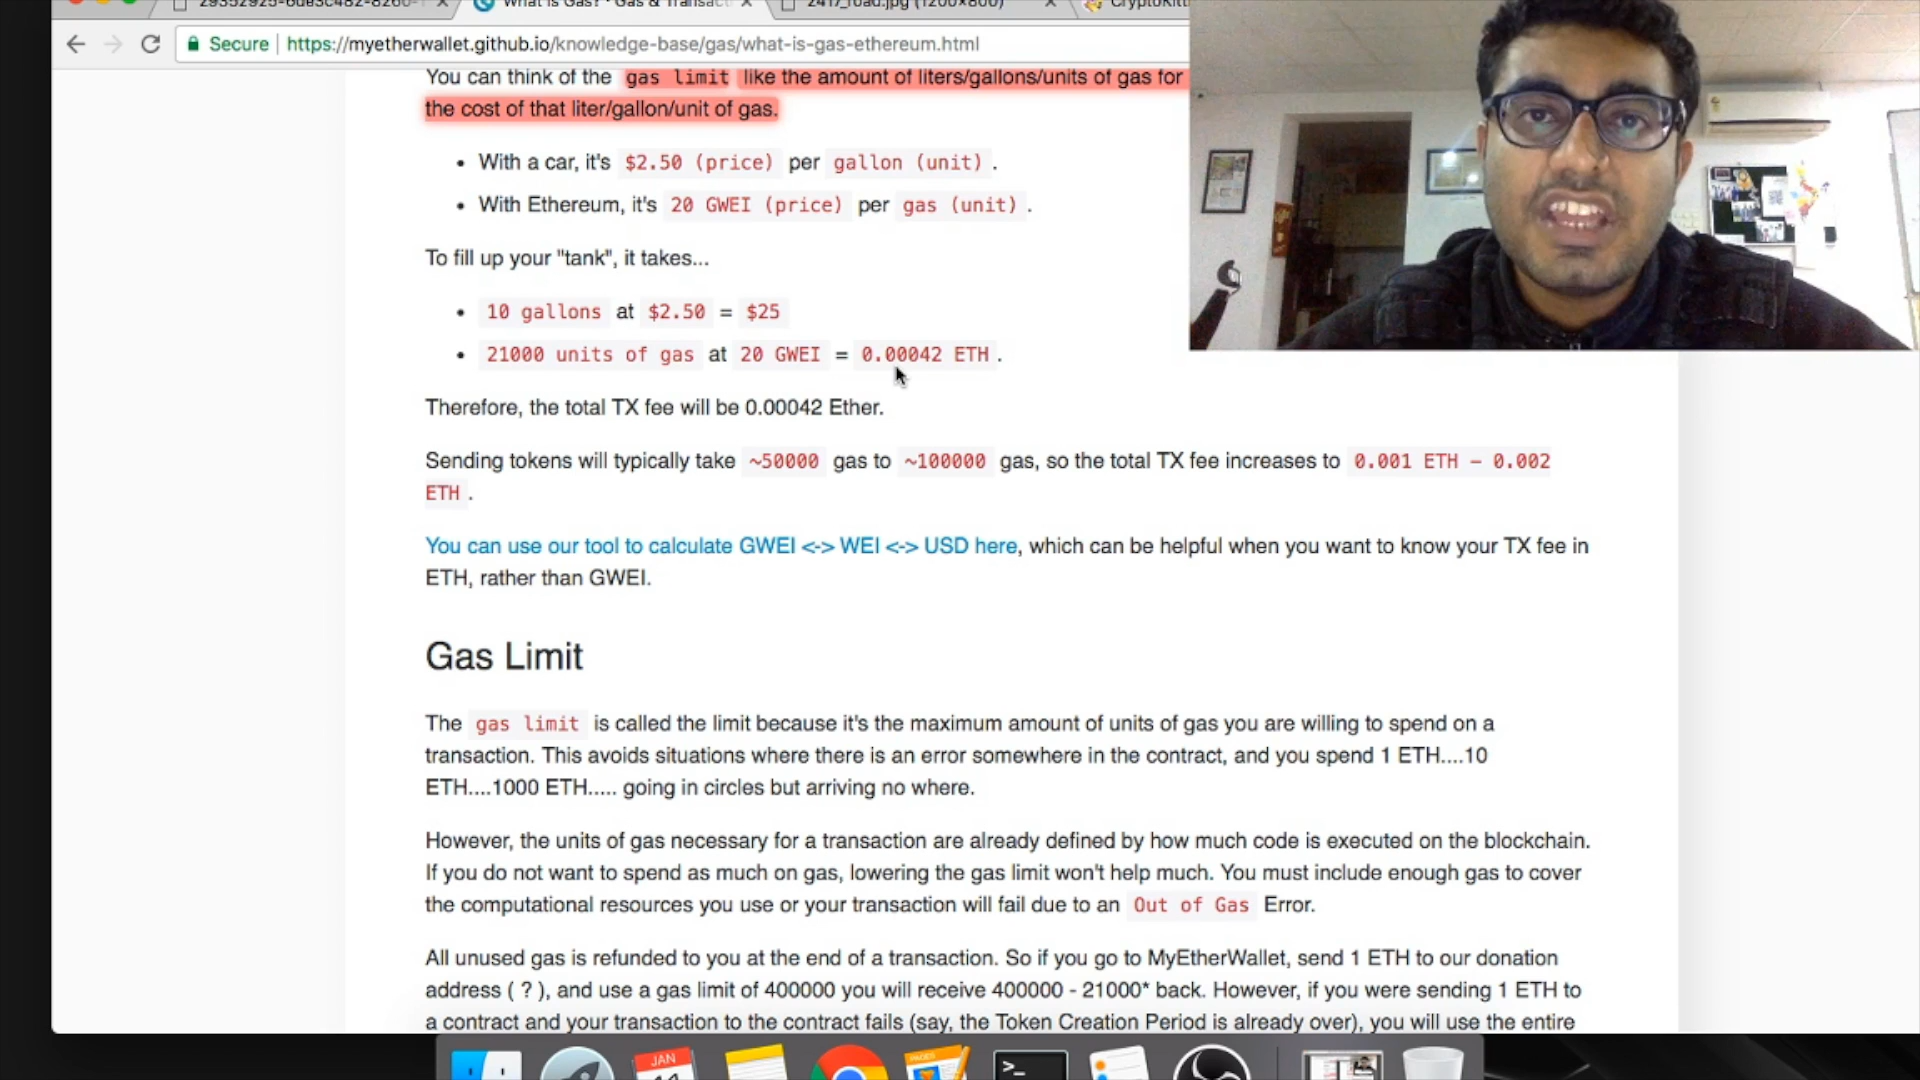 What is Gas? · Gas & Transact
2417_road.jpg (1200×800)
Secure | https://myetherwallet.github.io/knowledge-base/gas/what-is-gas-ethereum.html
You can think of the gas limit like the amount of liters/gallons/units of gas for
the cost of that liter/gallon/unit of gas.
• With a car, it's $2.50 (price) per gallon (unit) .
• With Ethereum, it's 20 GWEI (price) per gas (unit) .
To fill up your "tank", it takes...
• 10 gallons at $2.50 = $25
• 21000 units of gas at 20 GWEI = 0.00042 ETH .
Therefore, the total TX fee will be 0.00042 Ether.
Sending tokens will typically take ~50000 gas to ~100000 gas, so the total TX fee increases to 0.001 ETH – 0.002
ETH .
You can use our tool to calculate GWEI <-> WEI <-> USD here, which can be helpful when you want to know your TX fee in
ETH, rather than GWEI.
Gas Limit
The gas limit is called the limit because it's the maximum amount of units of gas you are willing to spend on a
transaction. This avoids situations where there is an error somewhere in the contract, and you spend 1 ETH....10
ETH....1000 ETH..... going in circles but arriving no where.
However, the units of gas necessary for a transaction are already defined by how much code is executed on the blockchain.
If you do not want to spend as much on gas, lowering the gas limit won't help much. You must include enough gas to cover
the computational resources you use or your transaction will fail due to an Out of Gas Error.
All unused gas is refunded to you at the end of a transaction. So if you go to MyEtherWallet, send 1 ETH to our donation
address ( ? ), and use a gas limit of 400000 you will receive 400000 - 21000* back. However, if you were sending 1 ETH to
a contract and your transaction to the contract fails (say, the Token Creation Period is already over), you will use the entire
JAN
PAGES
>_